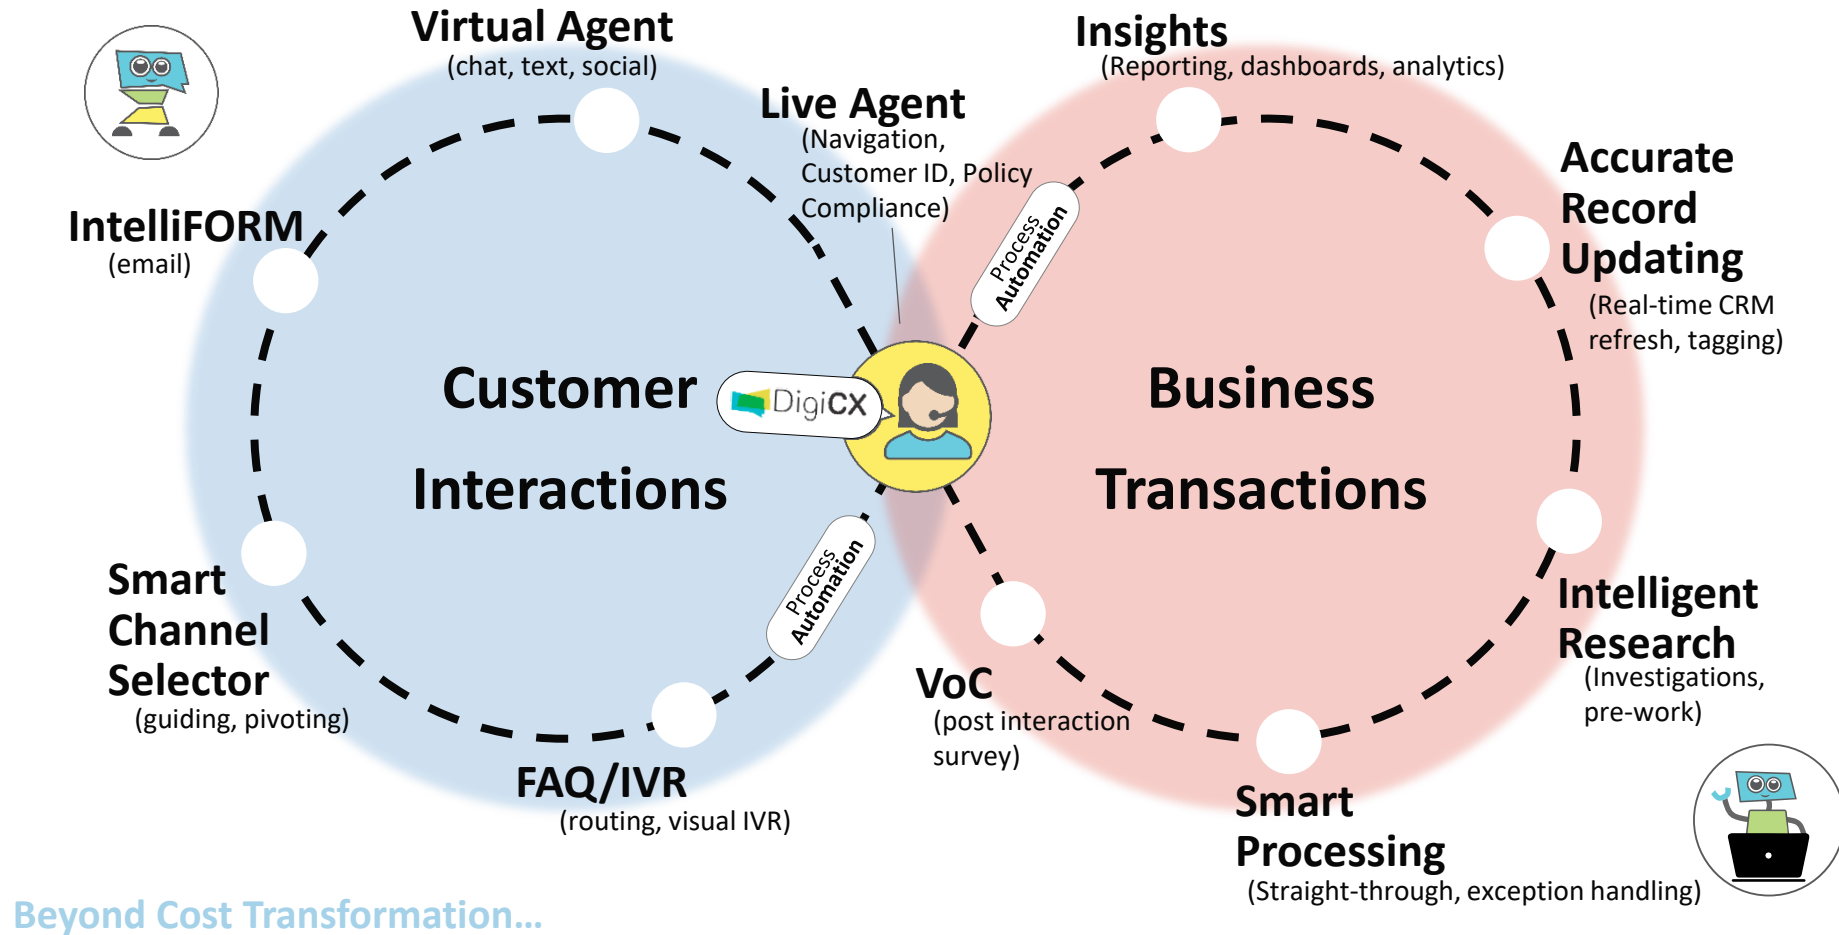 Virtual Agent
(chat, text, social)
Insights
(Reporting, dashboards, analytics)
Live Agent
(Navigation,
Customer ID, Policy
Compliance)
Accurate
Record
Updating
(Real-time CRM
refresh, tagging)
IntelliFORM
(email)
Process
Automation
Customer
Interactions
DigiCX
Business
Transactions
Process
Automation
Smart
Channel
Selector
(guiding, pivoting)
Intelligent
Research
(Investigations,
pre-work)
VoC
(post interaction
survey)
FAQ/IVR
(routing, visual IVR)
Smart
Processing
(Straight-through, exception handling)
Beyond Cost Transformation...